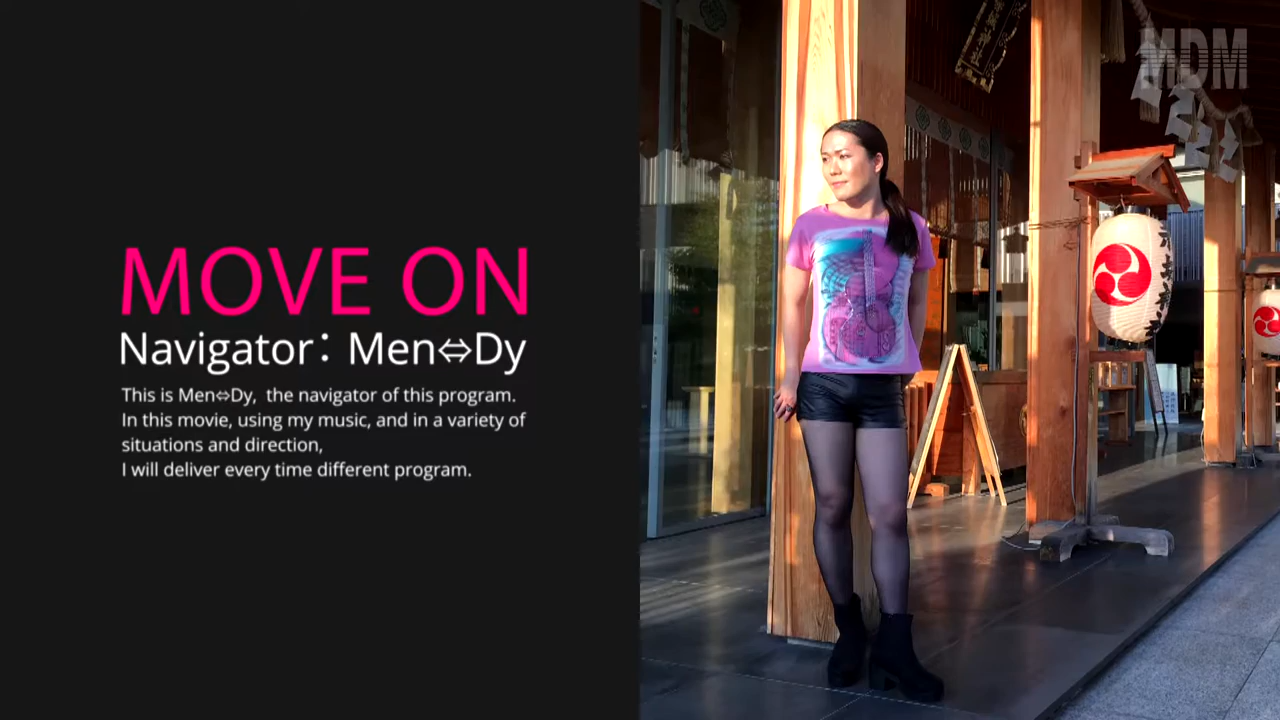 MOVE ON
Navigator： Men⇔Dy
This is Men⇔Dy,  the navigator of this program.
In this movie, using my music, and in a variety of
situations and direction,
I will deliver every time different program.
MDM